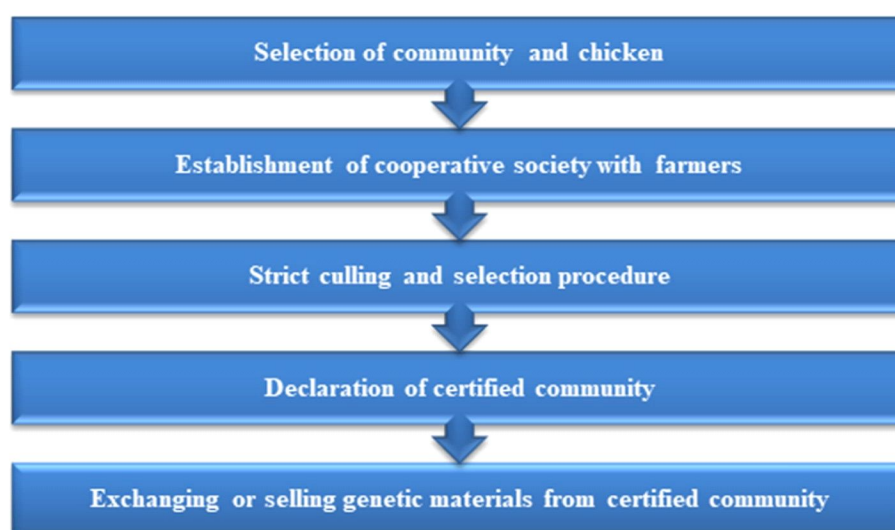 Selection of community and chicken
Establishment of cooperative society with farmers
Strict culling and selection procedure
Declaration of certified community
Exchanging or selling genetic materials from certified community